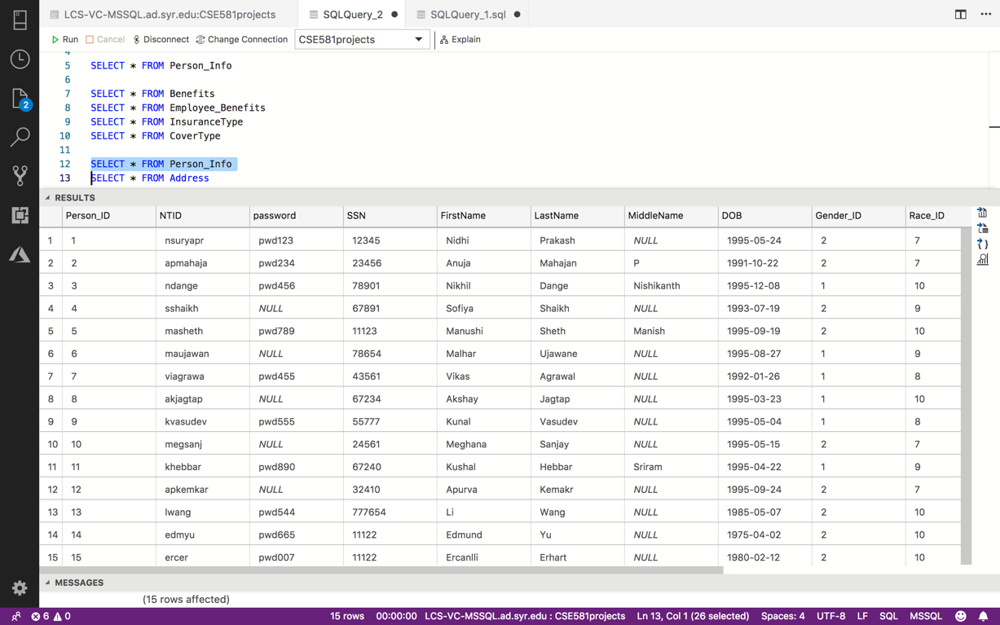 LCS-VC-MSSQL.ad.syr.edu:CSE581projects SQLQuery_2 SQLQuery_1.sql
Run Cancel Disconnect Change Connection CSE581projects Explain
4
5 SELECT * FROM Person_Info
6
7 SELECT * FROM Benefits
8 SELECT * FROM Employee_Benefits
9 SELECT * FROM InsuranceType
10 SELECT * FROM CoverType
11
12 SELECT * FROM Person_Info
13 SELECT * FROM Address
2
RESULTS
Person_ID NTID password SSN FirstName LastName MiddleName DOB Gender_ID Race_ID
1 1 nsuryapr pwd123 12345 Nidhi Prakash NULL 1995-05-24 2 7
2 2 apmahaja pwd234 23456 Anuja Mahajan P 1991-10-22 2 7
3 3 ndange pwd456 78901 Nikhil Dange Nishikanth 1995-12-08 1 10
4 4 sshaikh NULL 67891 Sofiya Shaikh NULL 1993-07-19 2 9
5 5 masheth pwd789 11123 Manushi Sheth Manish 1995-09-19 2 10
6 6 maujawan NULL 78654 Malhar Ujawane NULL 1995-08-27 1 9
7 7 viagrawa pwd455 43561 Vikas Agrawal NULL 1992-01-26 1 8
8 8 akjagtap NULL 67234 Akshay Jagtap NULL 1995-03-23 1 10
9 9 kvasudev pwd555 55777 Kunal Vasudev NULL 1995-05-04 1 8
10 10 megsanj NULL 24561 Meghana Sanjay NULL 1995-05-15 2 7
11 11 khebbar pwd890 67240 Kushal Hebbar Sriram 1995-04-22 1 9
12 12 apkemkar NULL 32410 Apurva Kemakr NULL 1995-09-24 2 7
13 13 lwang pwd544 777654 Li Wang NULL 1985-05-07 2 10
14 14 edmyu pwd665 11122 Edmund Yu NULL 1975-04-02 2 10
15 15 ercer pwd007 11122 Ercanlli Erhart NULL 1980-02-12 2 10
MESSAGES
(15 rows affected)
6 0 15 rows 00:00:00 LCS-VC-MSSQL.ad.syr.edu : CSE581projects Ln 13, Col 1 (26 selected) Spaces: 4 UTF-8 LF SQL MSSQL